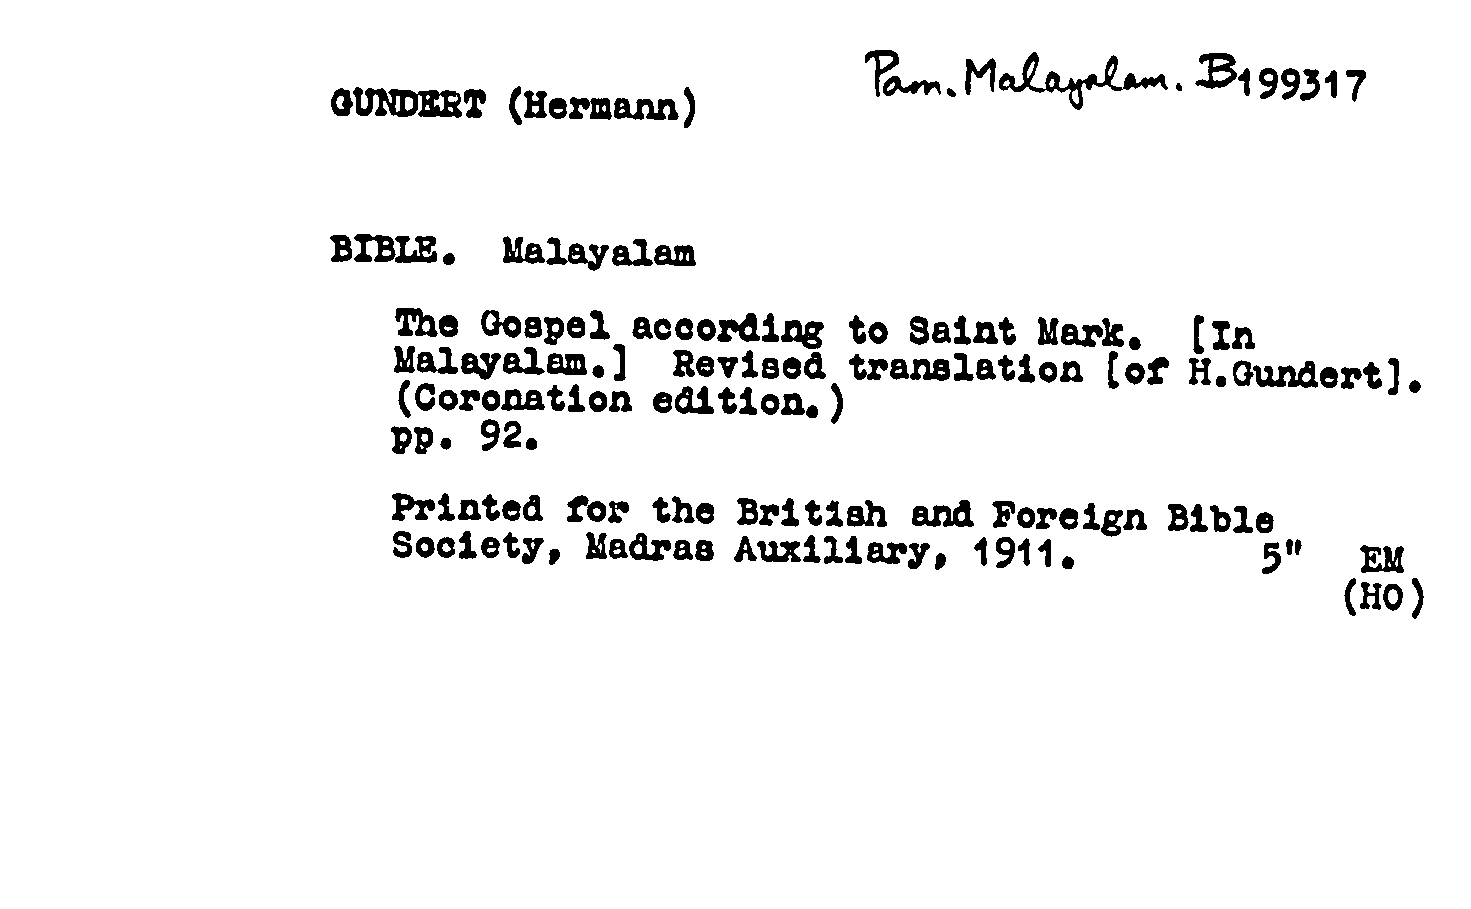 Pam. Malayalam. B199317
GUNDERT (Hermann)
BIBLE. Malayalam
The Gospel according to Saint Mark. [In
Malayalam.] Revised translation [of H.Gundert].
(Coronation edition.)
pp. 92.
Printed for the British and Foreign Bible
Society, Madras Auxiliary, 1911. 5" EM
(HO)